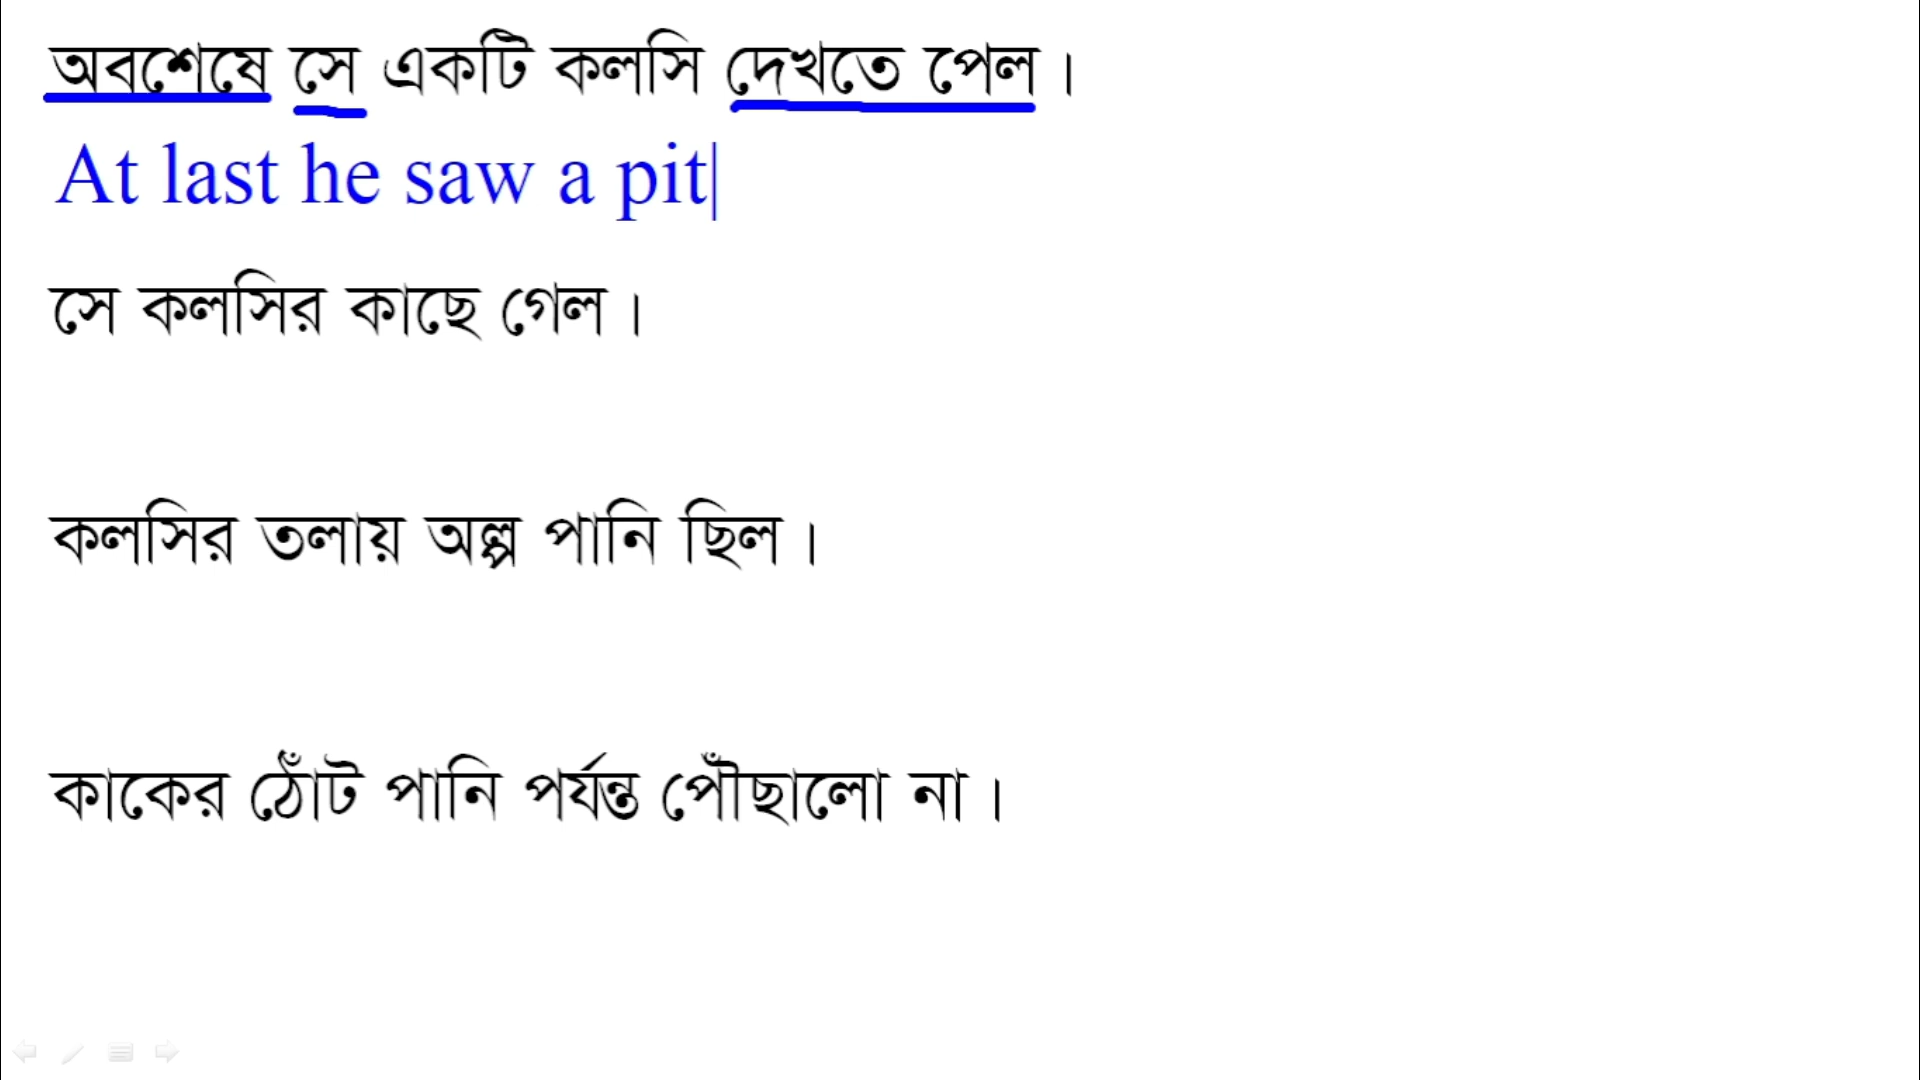 অবশেষে সে একটি কলসি দেখতে পেল।
At last he saw a pit
সে কলসির কাছে গেল।
কলসির তলায় অল্প পানি ছিল।
কাকের ঠোঁট পানি পর্যন্ত পৌঁছালো না।